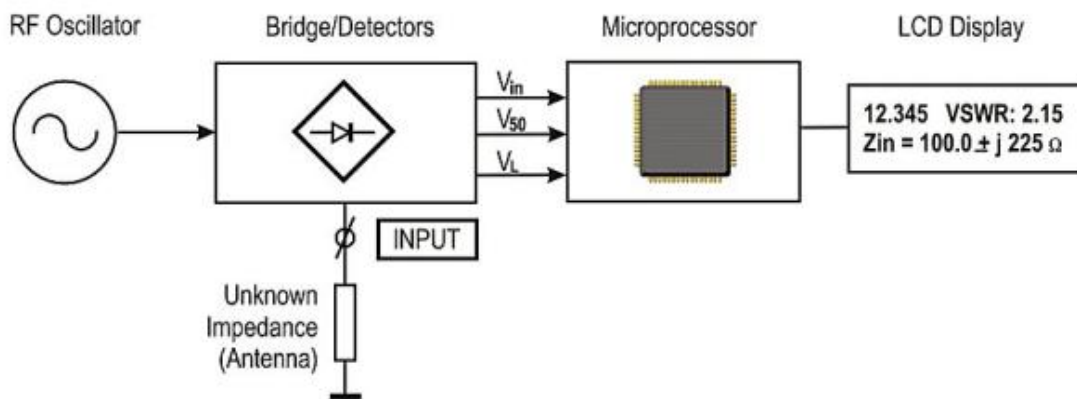 RF Oscillator
Bridge/Detectors
Microprocessor
LCD Display
Vin
V50
VL
12.345 VSWR: 2.15
Zin = 100.0 ± j 225 Ω
INPUT
Unknown
Impedance
(Antenna)